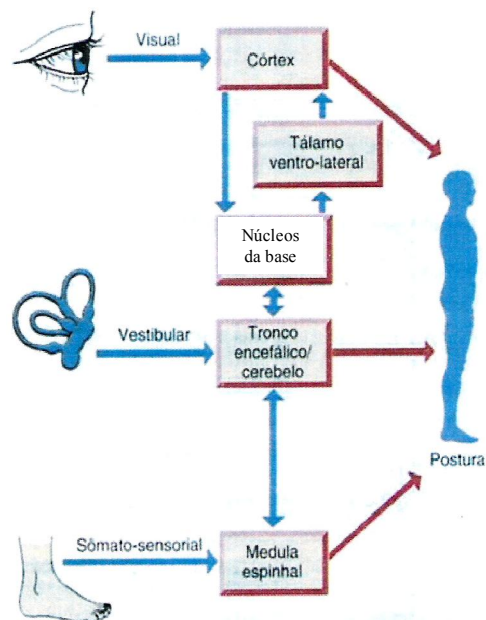 Visual
Córtex
Tálamo
ventro-lateral
Núcleos
da base
Vestibular
Tronco
encefálico/
cerebelo
Postura
Sômato-sensorial
Medula
espinhal